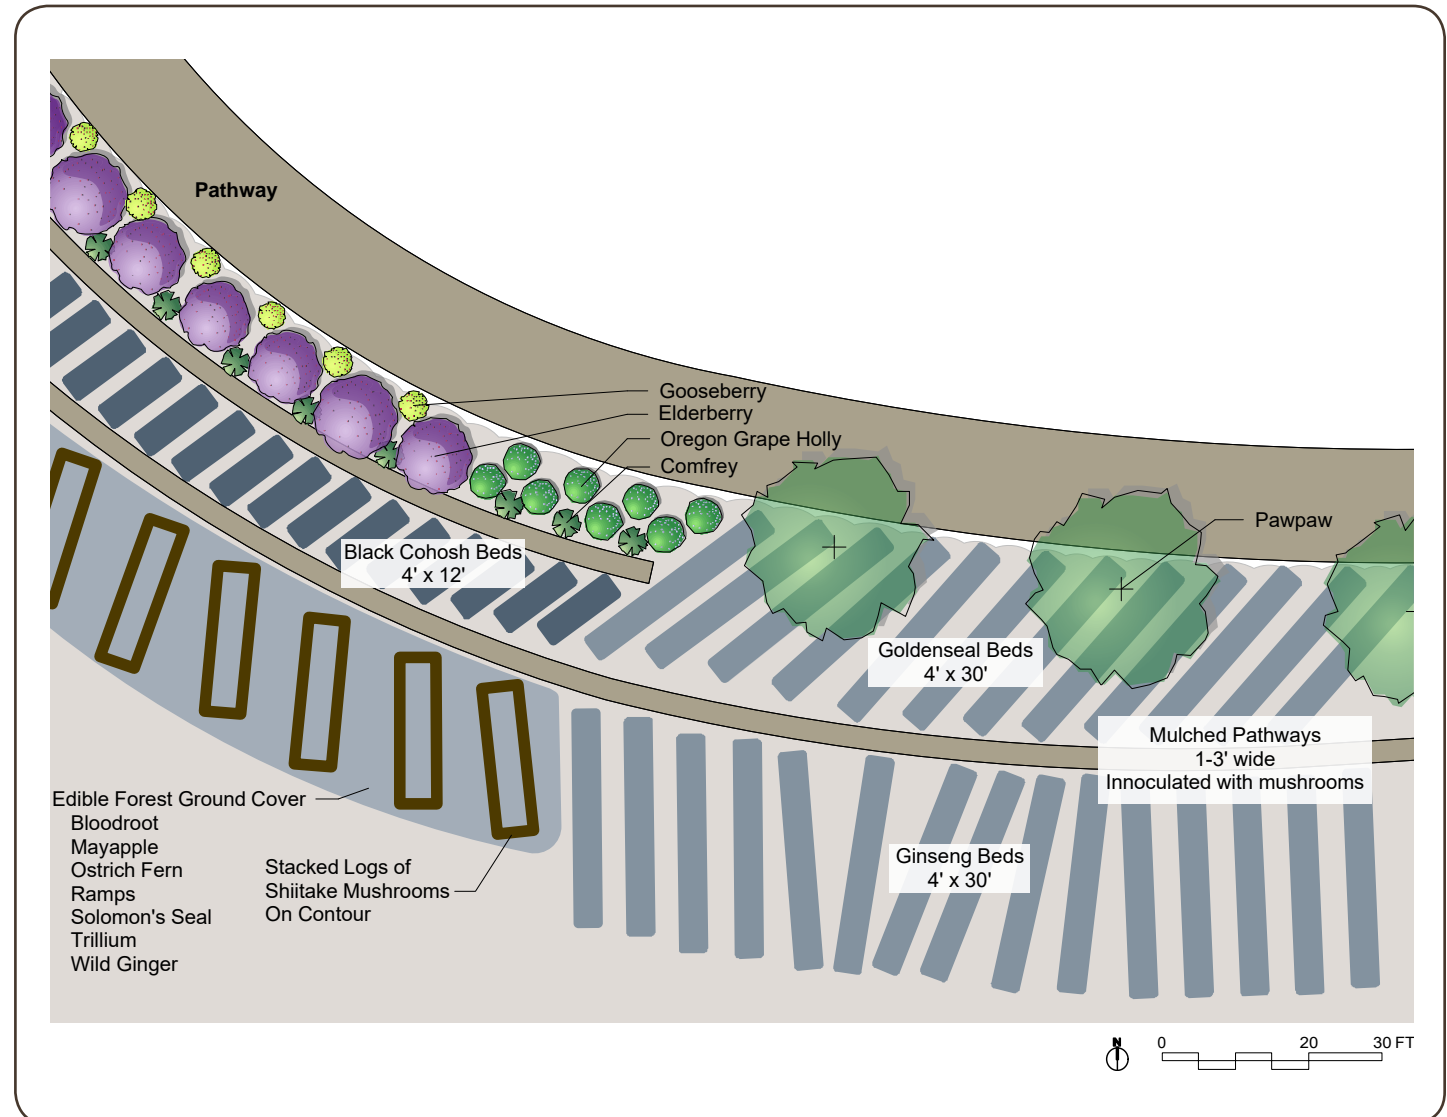 Pathway
Gooseberry
Elderberry
Oregon Grape Holly
Comfrey
Pawpaw
Black Cohosh Beds
4' x 12'
Goldenseal Beds
4' x 30'
Mulched Pathways
1-3' wide
Innoculated with mushrooms
Edible Forest Ground Cover
Bloodroot
Mayapple
Ostrich Fern
Ramps
Solomon's Seal
Trillium
Wild Ginger
Stacked Logs of
Shiitake Mushrooms
On Contour
Ginseng Beds
4' x 30'
N
0 20 30 FT